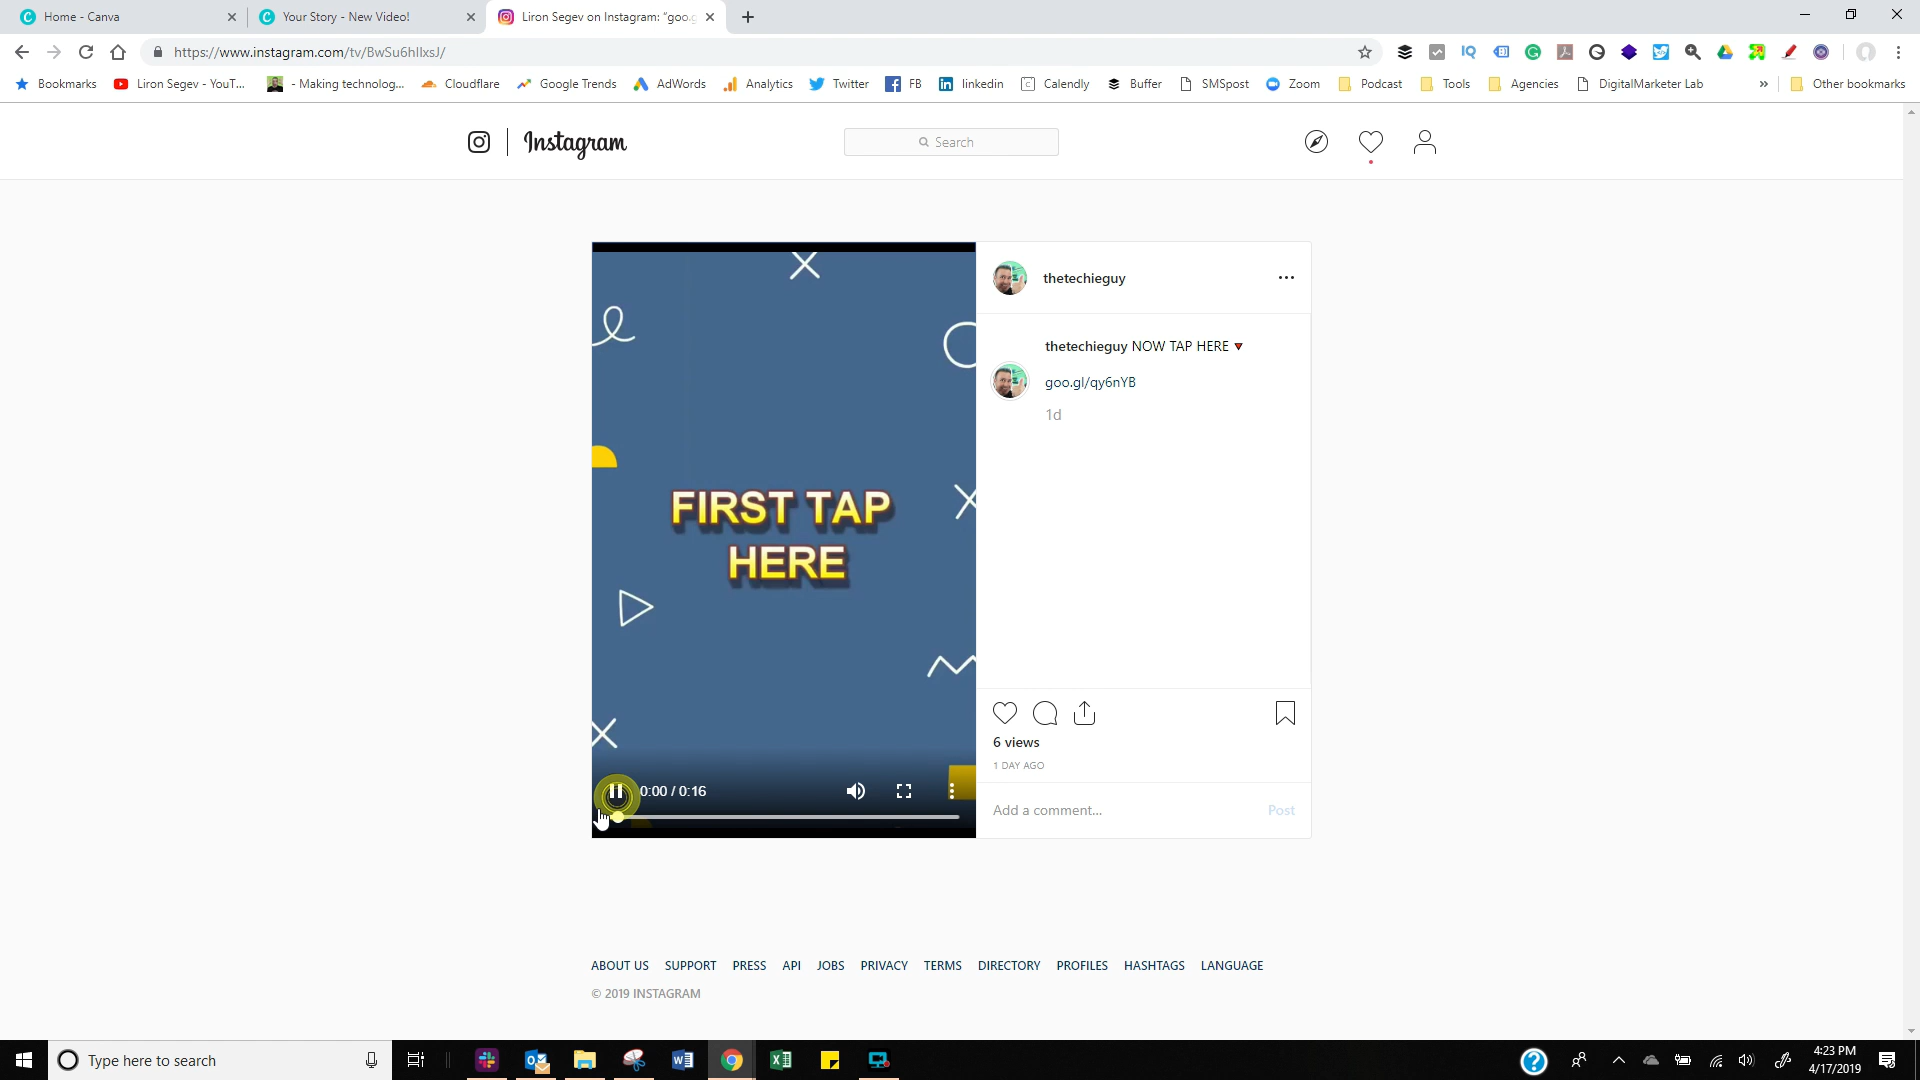 Home - Canva
Your Story - New Video!
Liron Segev on Instagram: "goo.g
https://www.instagram.com/tv/BwSu6hIlxsJ/
Bookmarks
Liron Segev - YouT...
- Making technolog...
Cloudflare
Google Trends
AdWords
Analytics
Twitter
FB
linkedin
Calendly
Buffer
SMSpost
Zoom
Podcast
Tools
Agencies
DigitalMarketer Lab
»
Other bookmarks
Instagram
Search
FIRST TAP
HERE
0:00 / 0:16
thetechieguy
thetechieguy NOW TAP HERE
goo.gl/qy6nYB
1d
6 views
1 DAY AGO
Add a comment...
Post
ABOUT US SUPPORT PRESS API JOBS PRIVACY TERMS DIRECTORY PROFILES HASHTAGS LANGUAGE
© 2019 INSTAGRAM
Type here to search
4:23 PM
4/17/2019